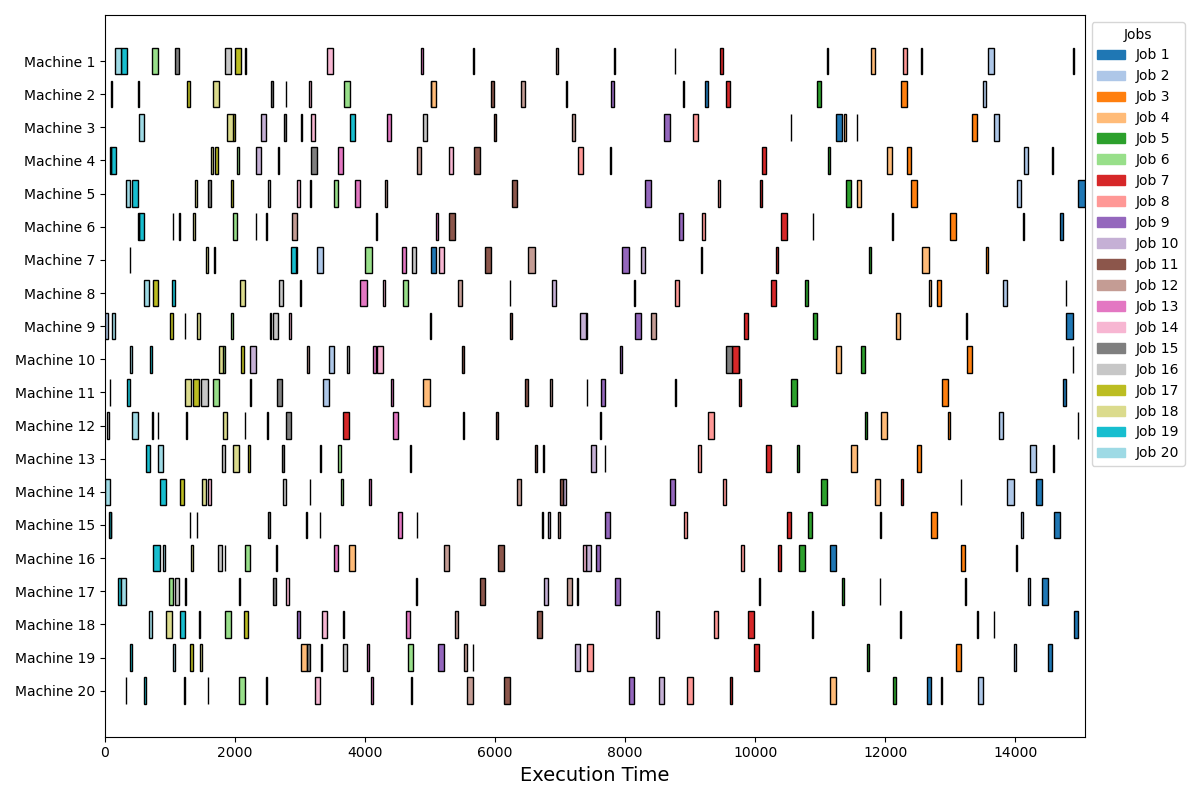 Machine 1
Machine 2
Machine 3
Machine 4
Machine 5
Machine 6
Machine 7
Machine 8
Machine 9
Machine 10
Machine 11
Machine 12
Machine 13
Machine 14
Machine 15
Machine 16
Machine 17
Machine 18
Machine 19
Machine 20
0 2000 4000 6000 8000 10000 12000 14000
Execution Time
Jobs
Job 1
Job 2
Job 3
Job 4
Job 5
Job 6
Job 7
Job 8
Job 9
Job 10
Job 11
Job 12
Job 13
Job 14
Job 15
Job 16
Job 17
Job 18
Job 19
Job 20